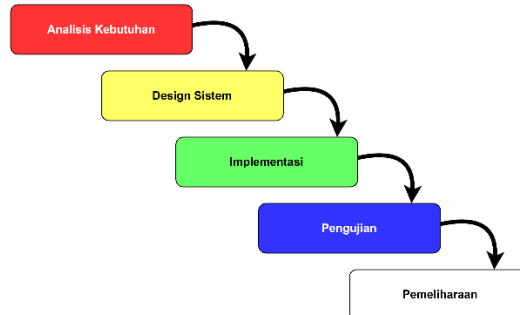 Analisis Kebutuhan
Design Sistem
Implementasi
Pengujian
Pemeliharaan